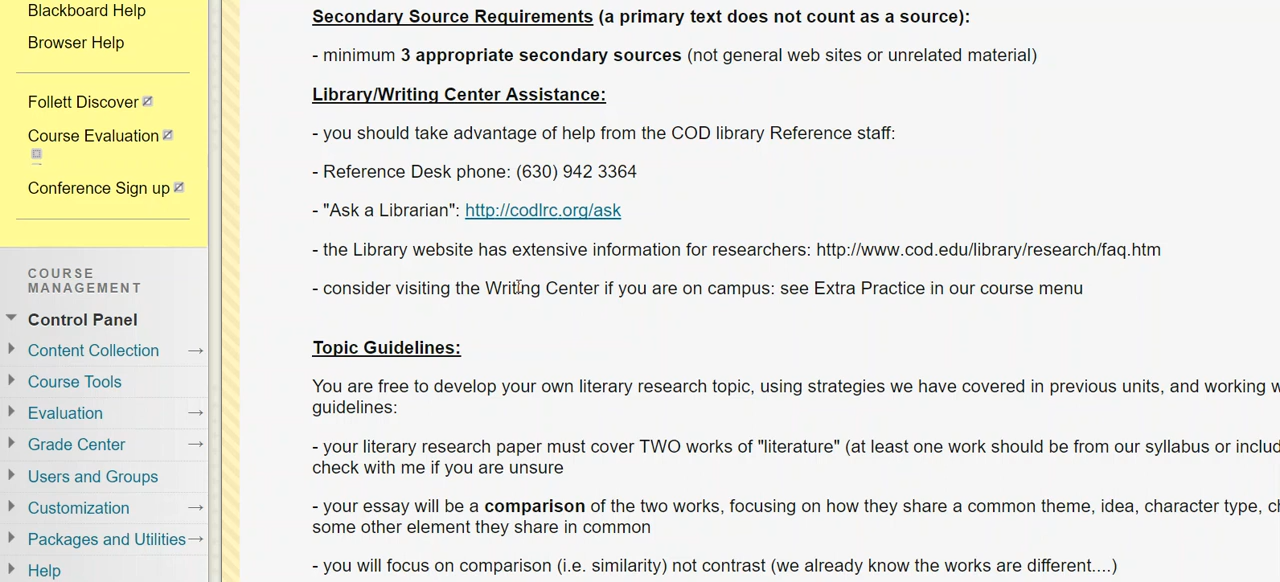 Blackboard Help
Browser Help
Follett Discover
Course Evaluation
Conference Sign up
COURSE
MANAGEMENT
Control Panel
Content Collection
Course Tools
Evaluation
Grade Center
Users and Groups
Customization
Packages and Utilities
Help
Secondary Source Requirements (a primary text does not count as a source):
- minimum 3 appropriate secondary sources (not general web sites or unrelated material)
Library/Writing Center Assistance:
- you should take advantage of help from the COD library Reference staff:
- Reference Desk phone: (630) 942 3364
- "Ask a Librarian": http://codlrc.org/ask
- the Library website has extensive information for researchers: http://www.cod.edu/library/research/faq.htm
- consider visiting the Writing Center if you are on campus: see Extra Practice in our course menu
Topic Guidelines:
You are free to develop your own literary research topic, using strategies we have covered in previous units, and working
guidelines:
- your literary research paper must cover TWO works of "literature" (at least one work should be from our syllabus or
check with me if you are unsure
- your essay will be a comparison of the two works, focusing on how they share a common theme, idea, character type,
some other element they share in common
- you will focus on comparison (i.e. similarity) not contrast (we already know the works are different....)